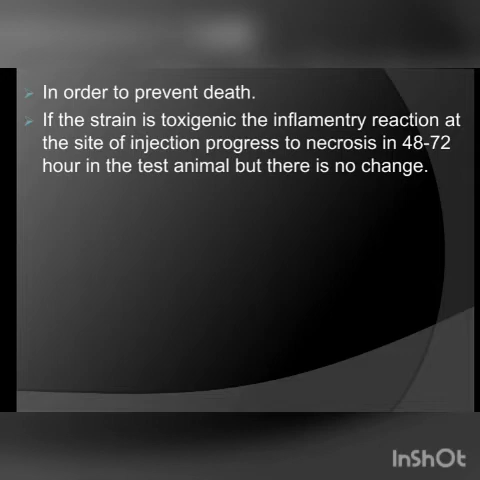 In order to prevent death.
If the strain is toxigenic the inflamentry reaction at
the site of injection progress to necrosis in 48-72
hour in the test animal but there is no change.
InShOt